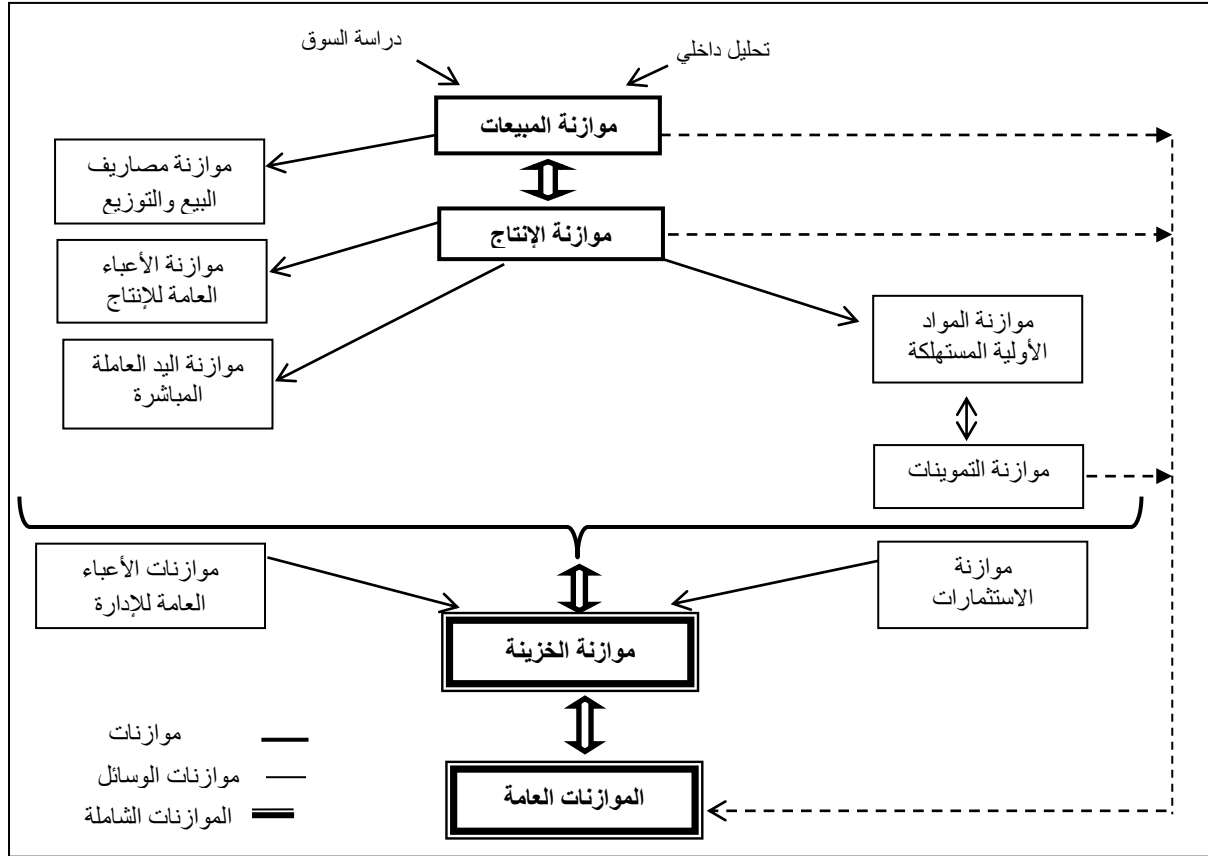 دراسة السوق
تحليل داخلي
موازنة المبيعات
موازنة مصاريف
البيع والتوزيع
موازنة الإنتاج
موازنة الأعباء
العامة للإنتاج
موازنة المواد
الأولية المستهلكة
موازنة اليد العاملة
المباشرة
موازنة التموينات
موازنات الأعباء
العامة للإدارة
موازنة
الاستثمارات
موازنة الخزينة
موازنات
موازنات الوسائل
الموازنات الشاملة
الموازنات العامة